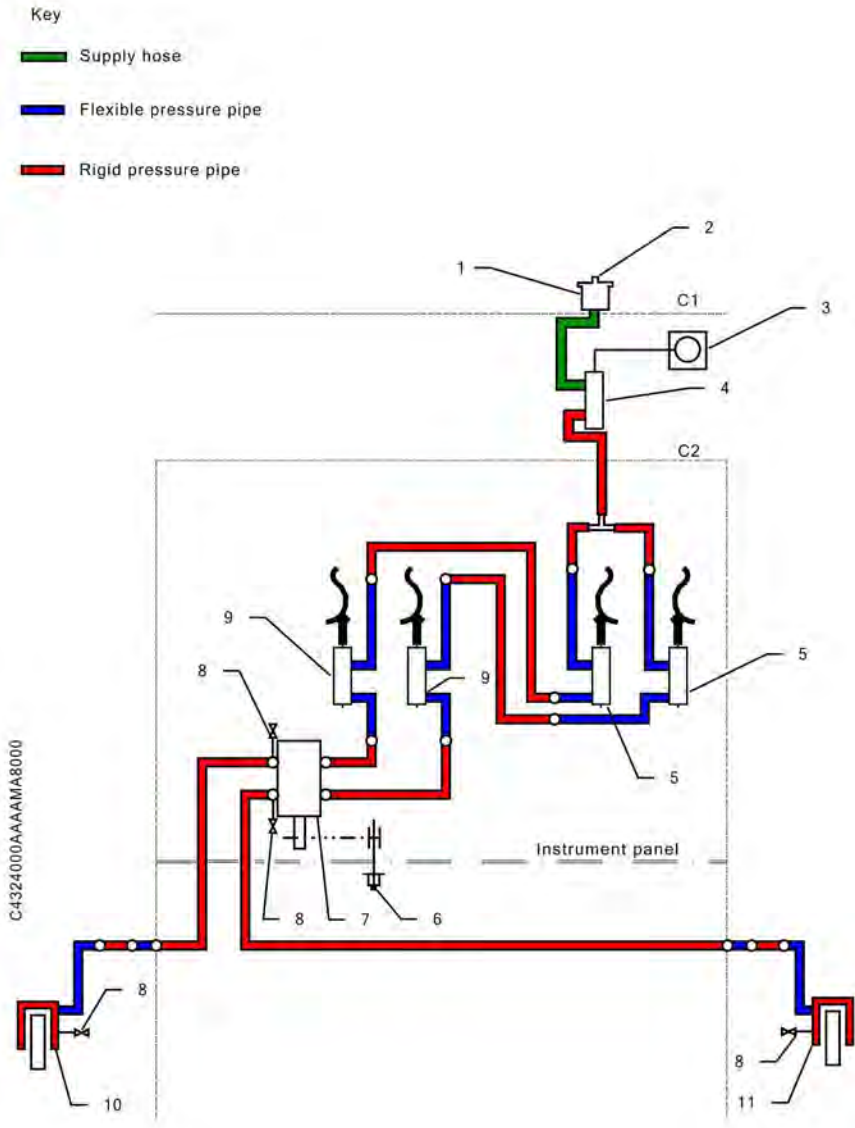 Key
Supply hose
Flexible pressure pipe
Rigid pressure pipe
2
1
C1
3
4
C2
9
8
9
5
5
C4324000AAAAMA8000
Instrument panel
8
7
6
8
8
10
11